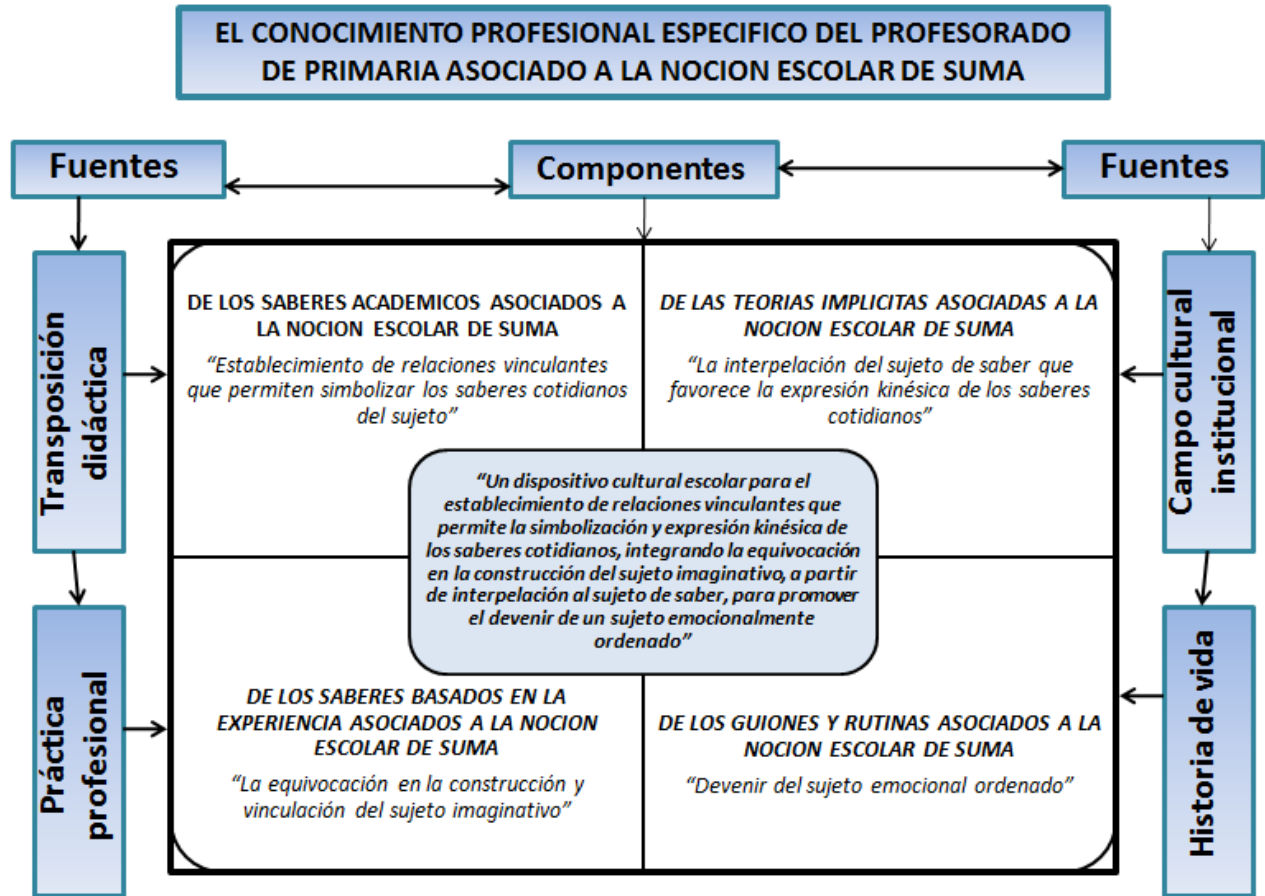 EL CONOCIMIENTO PROFESIONAL ESPECIFICO DEL PROFESORADO
DE PRIMARIA ASOCIADO A LA NOCION ESCOLAR DE SUMA
Fuentes
Componentes
Fuentes
Transposición
didáctica
DE LOS SABERES ACADEMICOS ASOCIADOS A
LA NOCION ESCOLAR DE SUMA
"Establecimiento de relaciones vinculantes
que permiten simbolizar los saberes cotidianos
del sujeto"
DE LAS TEORIAS IMPLICITAS ASOCIADAS A LA
NOCION ESCOLAR DE SUMA
"La interpelación del sujeto de saber que
favorece la expresión kinésica de los saberes
cotidianos"
Campo cultural
institucional
"Un dispositivo cultural escolar para el
establecimiento de relaciones vinculantes que
permite la simbolización y expresión kinésica de
los saberes cotidianos, integrando la equivocación
en la construcción del sujeto imaginativo, a partir
de interpelación al sujeto de saber, para promover
el devenir de un sujeto emocionalmente
ordenado"
Práctica
profesional
DE LOS SABERES BASADOS EN LA
EXPERIENCIA ASOCIADOS A LA NOCION
ESCOLAR DE SUMA
"La equivocación en la construcción y
vinculación del sujeto imaginativo"
DE LOS GUIONES Y RUTINAS ASOCIADOS A LA
NOCION ESCOLAR DE SUMA
"Devenir del sujeto emocional ordenado"
Historia de vida